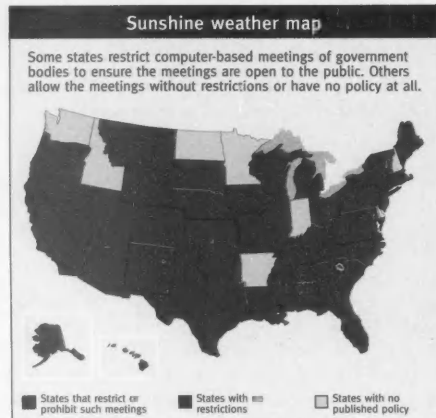 Sunshine weather map
Some states restrict computer-based meetings of government
bodies to ensure the meetings are open to the public. Others
allow the meetings without restrictions or have no policy at all.
States that restrict or
prohibit such meetings
States with
restrictions
States with no
published policy